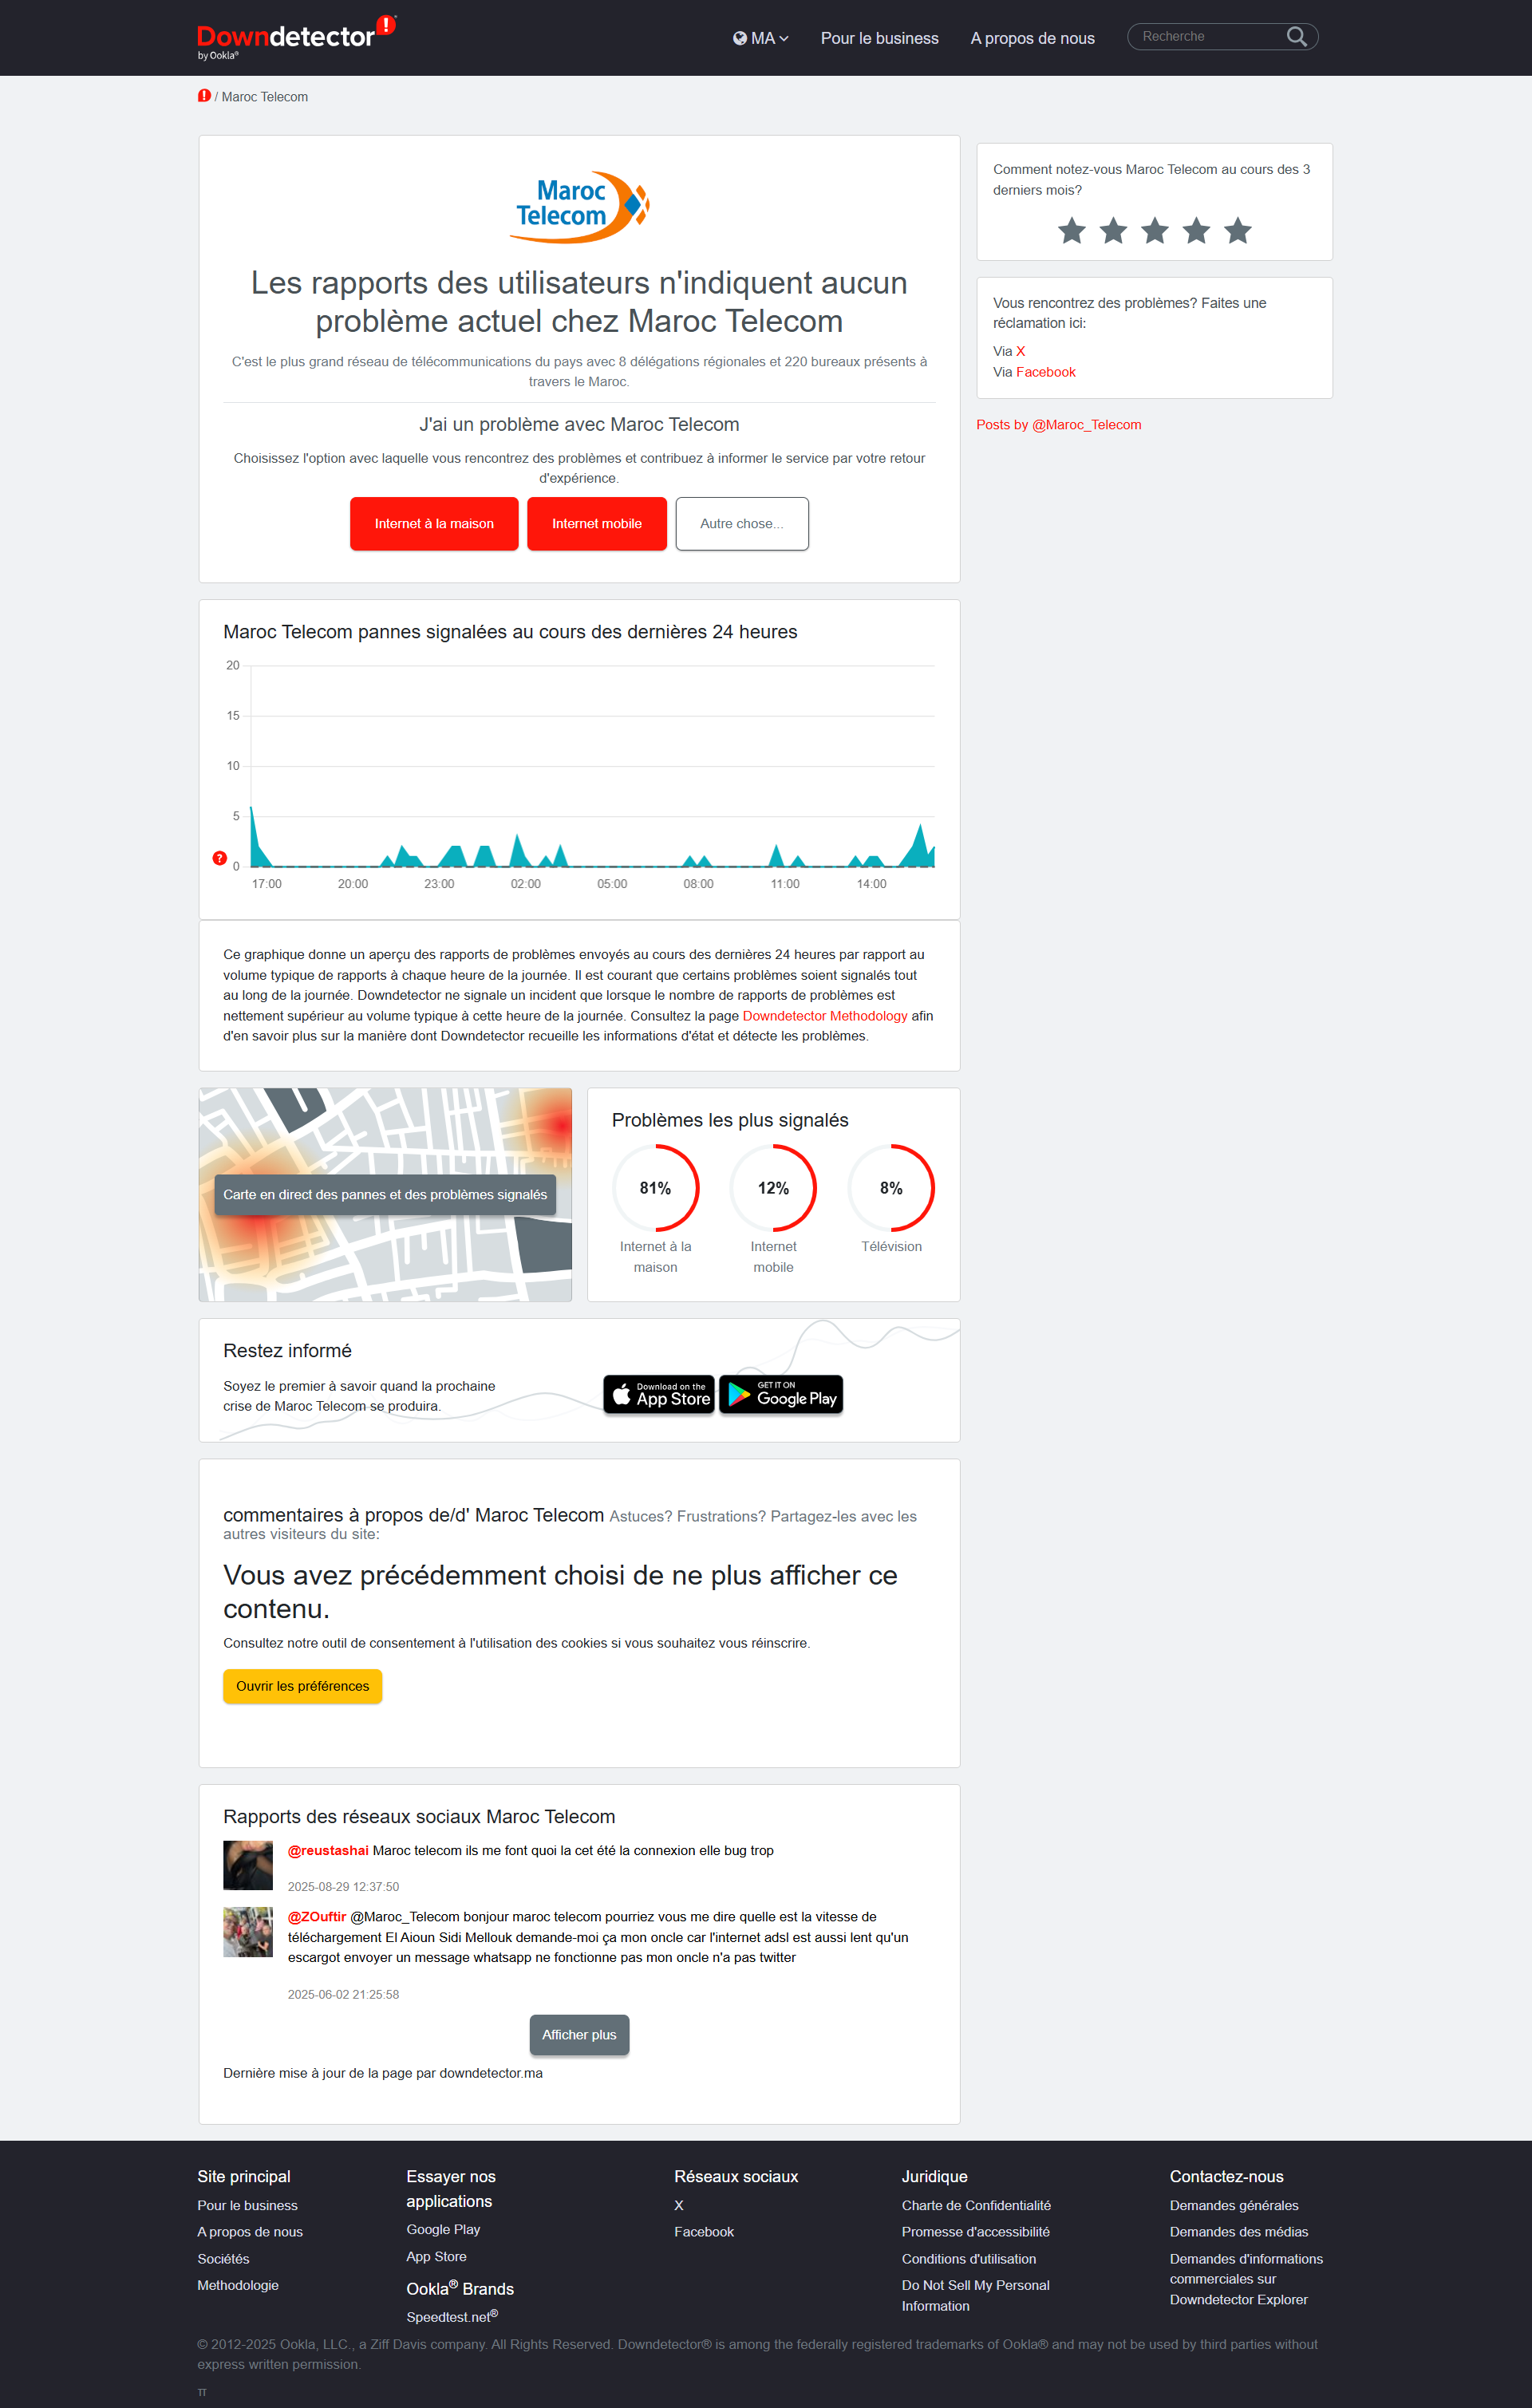 Downdetector
by Ookla®
MA
Pour le business
A propos de nous
Recherche
/ Maroc Telecom
Maroc
Telecom
Les rapports des utilisateurs n'indiquent aucun
problème actuel chez Maroc Telecom
C'est le plus grand réseau de télécommunications du pays avec 8 délégations régionales et 220 bureaux présents à
travers le Maroc.
J'ai un problème avec Maroc Telecom
Choisissez l'option avec laquelle vous rencontrez des problèmes et contribuez à informer le service par votre retour
d'expérience.
Internet à la maison
Internet mobile
Autre chose...
Comment notez-vous Maroc Telecom au cours des 3
derniers mois?
Vous rencontrez des problèmes? Faites une
réclamation ici:
Via X
Via Facebook
Posts by @Maroc_Telecom
Maroc Telecom pannes signalées au cours des dernières 24 heures
20
15
10
5
? 0
17:00 20:00 23:00 02:00 05:00 08:00 11:00 14:00
Ce graphique donne un aperçu des rapports de problèmes envoyés au cours des dernières 24 heures par rapport au
volume typique de rapports à chaque heure de la journée. Il est courant que certains problèmes soient signalés tout
au long de la journée. Downdetector ne signale un incident que lorsque le nombre de rapports de problèmes est
nettement supérieur au volume typique à cette heure de la journée. Consultez la page Downdetector Methodology afin
d'en savoir plus sur la manière dont Downdetector recueille les informations d'état et détecte les problèmes.
Carte en direct des pannes et des problèmes signalés
Problèmes les plus signalés
81% 12% 8%
Internet à la
maison
Internet
mobile
Télévision
Restez informé
Soyez le premier à savoir quand la prochaine
crise de Maroc Telecom se produira.
Download on the
App Store
GET IT ON
Google Play
commentaires à propos de/d' Maroc Telecom Astuces? Frustrations? Partagez-les avec les
autres visiteurs du site:
Vous avez précédemment choisi de ne plus afficher ce
contenu.
Consultez notre outil de consentement à l'utilisation des cookies si vous souhaitez vous réinscrire.
Ouvrir les préférences
Rapports des réseaux sociaux Maroc Telecom
@reustashai Maroc telecom ils me font quoi la cet été la connexion elle bug trop
2025-08-29 12:37:50
@ZOuftir @Maroc_Telecom bonjour maroc telecom pourriez vous me dire quelle est la vitesse de
téléchargement El Aioun Sidi Mellouk demande-moi ça mon oncle car l'internet adsl est aussi lent qu'un
escargot envoyer un message whatsapp ne fonctionne pas mon oncle n'a pas twitter
2025-06-02 21:25:58
Afficher plus
Dernière mise à jour de la page par downdetector.ma
Site principal
Pour le business
A propos de nous
Sociétés
Methodologie
Essayer nos
applications
Google Play
App Store
Ookla® Brands
Speedtest.net®
Réseaux sociaux
X
Facebook
Juridique
Charte de Confidentialité
Promesse d'accessibilité
Conditions d'utilisation
Do Not Sell My Personal
Information
Contactez-nous
Demandes générales
Demandes des médias
Demandes d'informations
commerciales sur
Downdetector Explorer
© 2012-2025 Ookla, LLC., a Ziff Davis company. All Rights Reserved. Downdetector® is among the federally registered trademarks of Ookla® and may not be used by third parties without
express written permission.